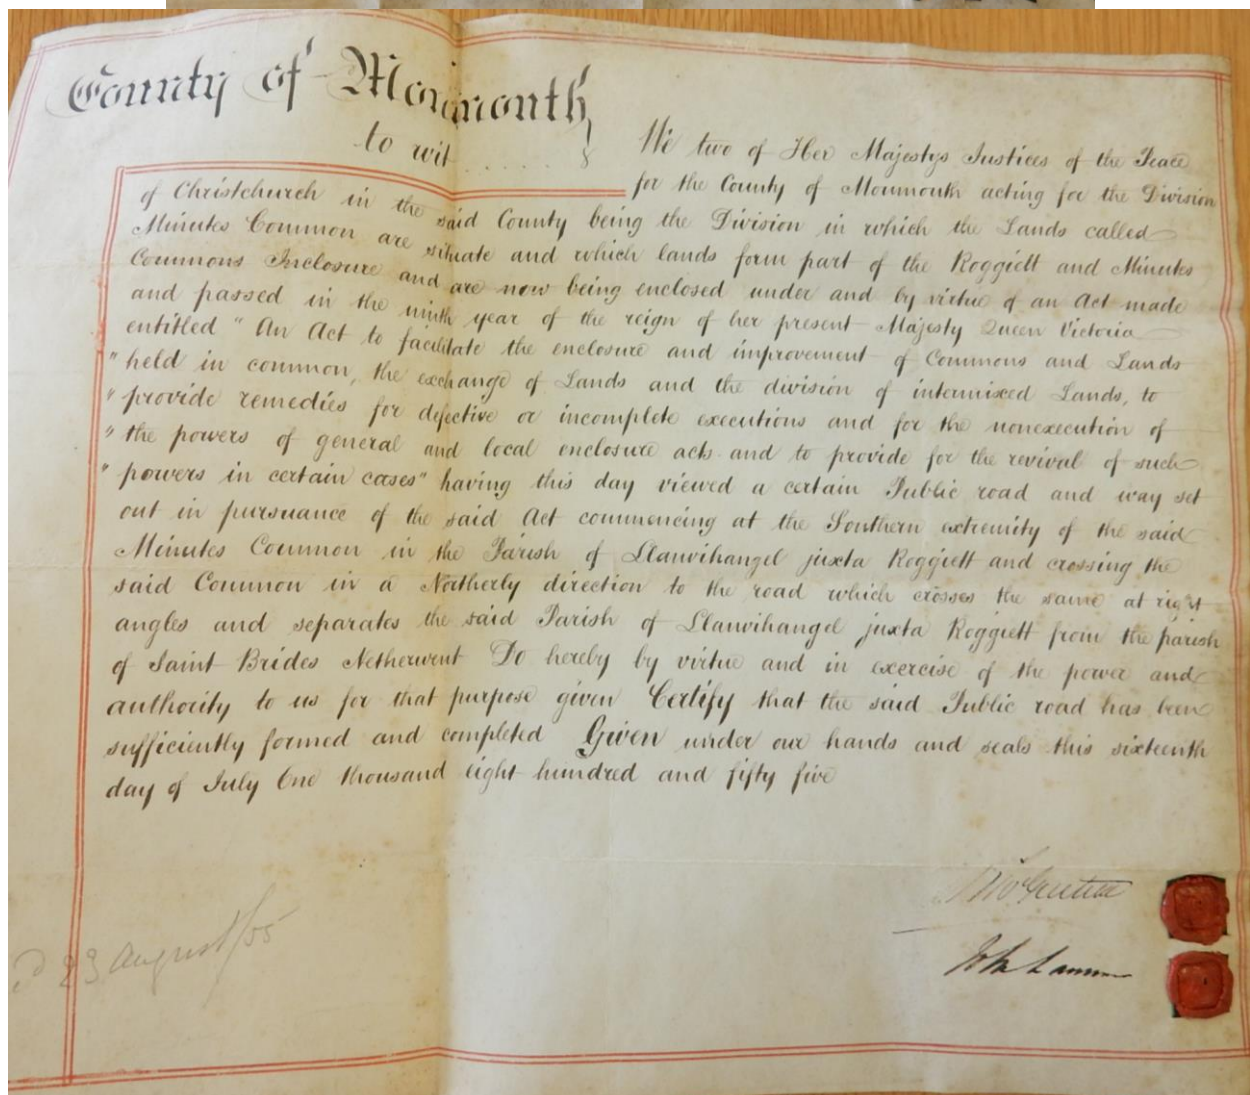 County of Monmouth
to wit
We two of Her Majestys Justices of the Peace
for the County of Monmouth acting for the Division
of Christchurch in the said County being the Division in which the Lands called
Minutes Common are situate and which lands form part of the Roggiett and Minutes
Commons Inclosure and are now being enclosed under and by virtue of an Act made
and passed in the ninth year of the reign of her present Majesty Queen Victoria
entitled "An Act to facilitate the enclosure and improvement of Commons and Lands
"held in common, the exchange of Lands and the division of intermixed Lands, to
"provide remedies for defective or incomplete executions and for the nonexecution of
"the powers of general and local enclosure acts and to provide for the revival of such
"powers in certain cases" having this day viewed a certain Public road and way set
out in pursuance of the said Act commencing at the Southern extremity of the said
Minutes Common in the Parish of Llanvihangel juxta Roggiett and crossing the
said Common in a Northerly direction to the road which crosses the same at right
angles and separates the said Parish of Llanvihangel juxta Roggiett from the parish
of Saint Brides Netherwent Do hereby by virtue and in exercise of the power and
authority to us for that purpose given Certify that the said Public road has been
sufficiently formed and completed Given under our hands and seals this sixteenth
day of July One thousand eight hundred and fifty five
23 August/55